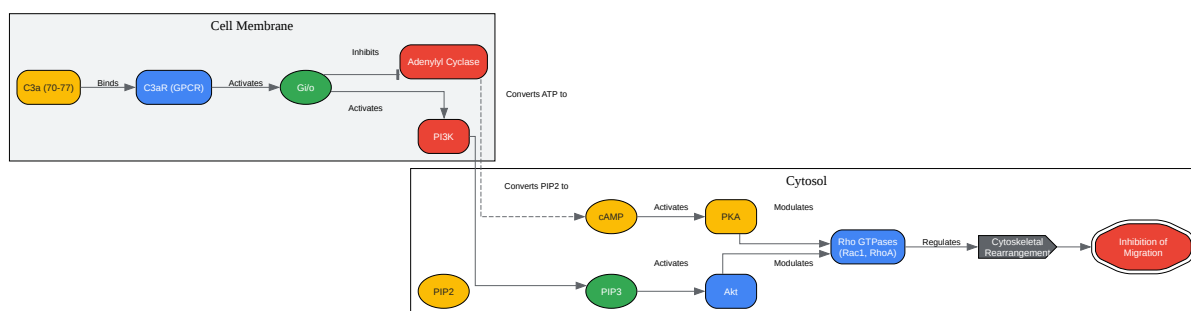 Cell Membrane
C3a (70-77)
Binds
C3aR (GPCR)
Activates
Gi/o
Inhibits
Adenylyl Cyclase
Activates
PI3K
Converts ATP to
Cytosol
Converts PIP2 to
cAMP
Activates
PKA
Modulates
Rho GTPases
(Rac1, RhoA)
Regulates
Cytoskeletal
Rearrangement
Inhibition of
Migration
PIP2
PIP3
Activates
Akt
Modulates